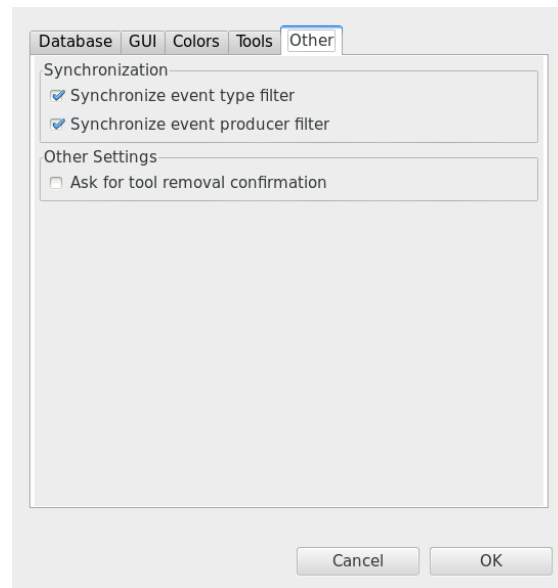 Database GUI Colors Tools Other
Synchronization
Synchronize event type filter
Synchronize event producer filter
Other Settings
Ask for tool removal confirmation
Cancel OK